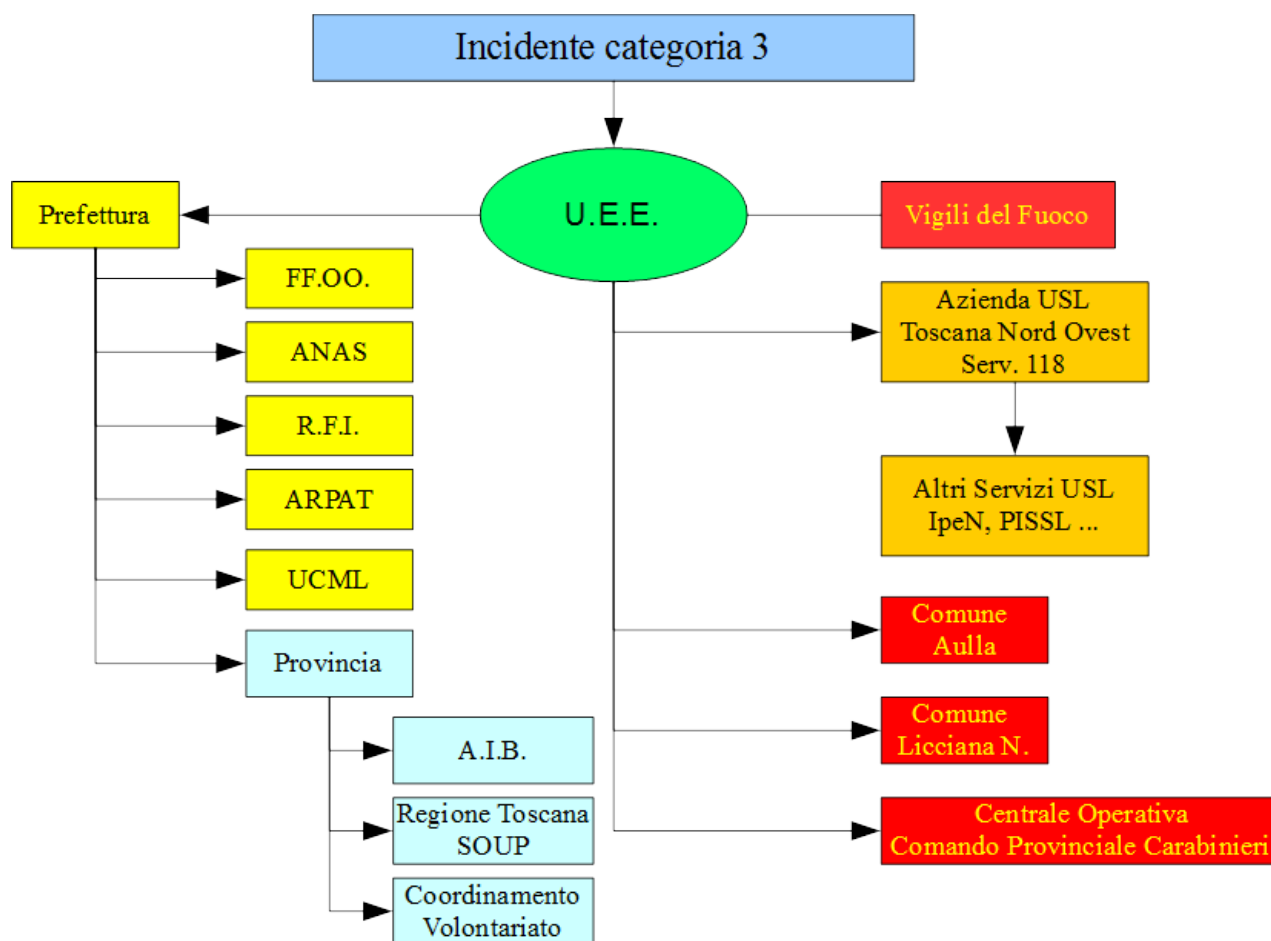 Incidente categoria 3
Prefettura
U.E.E.
Vigili del Fuoco
FF.OO.
ANAS
R.F.I.
ARPAT
UCML
Provincia
A.I.B.
Regione Toscana
SOUP
Coordinamento
Volontariato
Azienda USL
Toscana Nord Ovest
Serv. 118
Altri Servizi USL
IpeN, PISSL ...
Comune
Aulla
Comune
Licciana N.
Centrale Operativa
Comando Provinciale Carabinieri